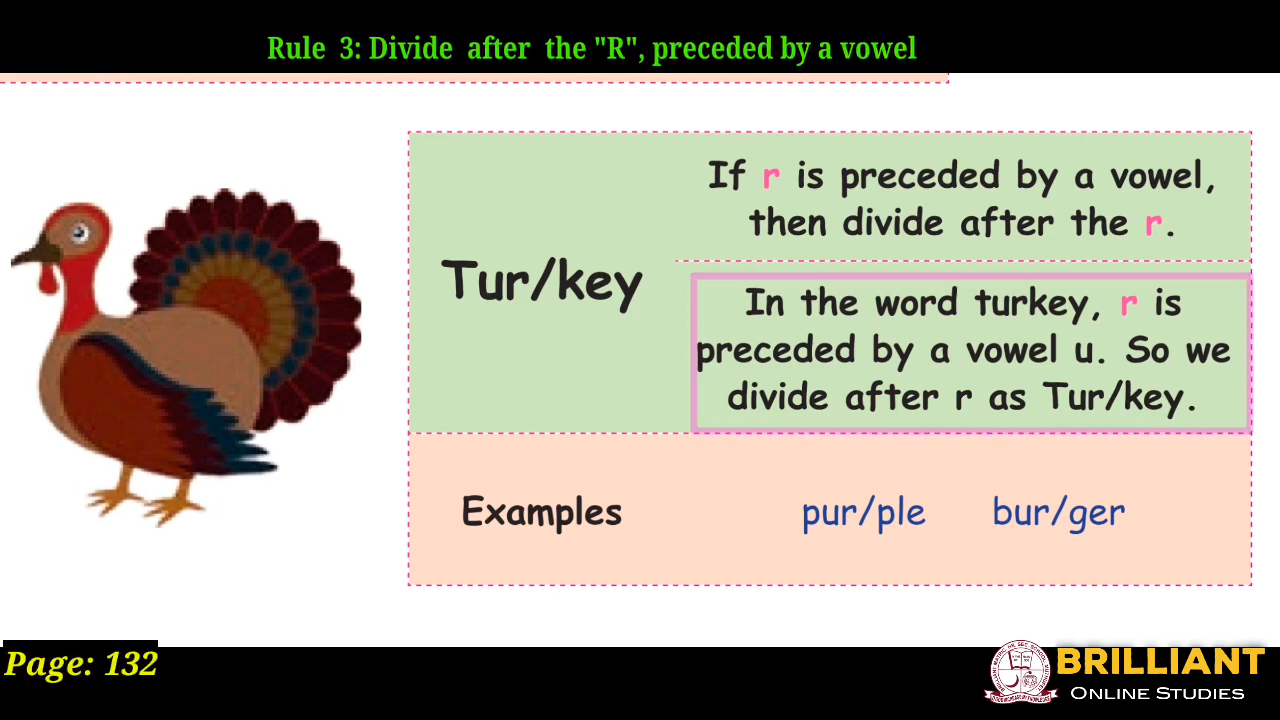 Rule 3: Divide after the "R", preceded by a vowel
If r is preceded by a vowel,
then divide after the r.
Tur/key
In the word turkey, r is
preceded by a vowel u. So we
divide after r as Tur/key.
Examples pur/ple bur/ger
Page: 132
BRILLIANT
ONLINE STUDIES